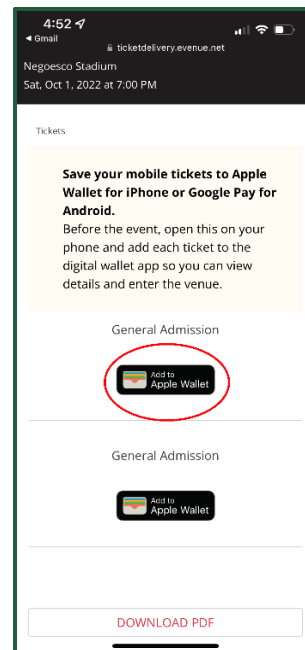 4:52
◀ Gmail
ticketdelivery.evenue.net
Negoesco Stadium
Sat, Oct 1, 2022 at 7:00 PM
Tickets
Save your mobile tickets to Apple
Wallet for iPhone or Google Pay for
Android.
Before the event, open this on your
phone and add each ticket to the
digital wallet app so you can view
details and enter the venue.
General Admission
Add to
Apple Wallet
General Admission
Add to
Apple Wallet
DOWNLOAD PDF